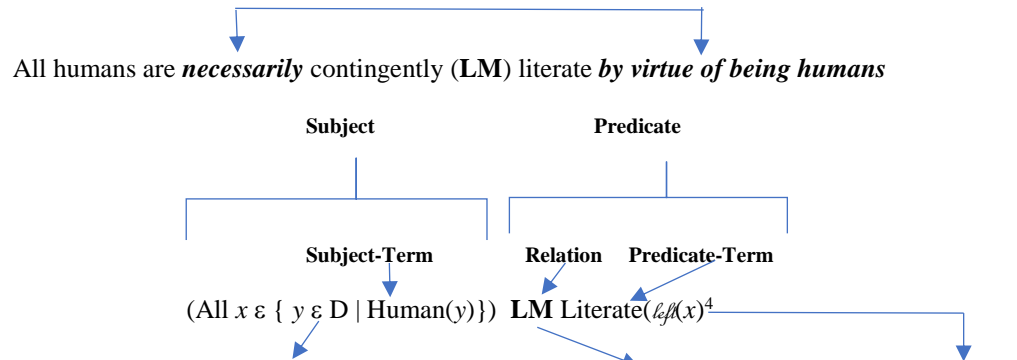 All humans are necessarily contingently (LM) literate by virtue of being humans
Subject Predicate
Subject-Term Relation Predicate-Term
(All x ε { y ε D | Human(y)}) LM Literate(left(x)⁴